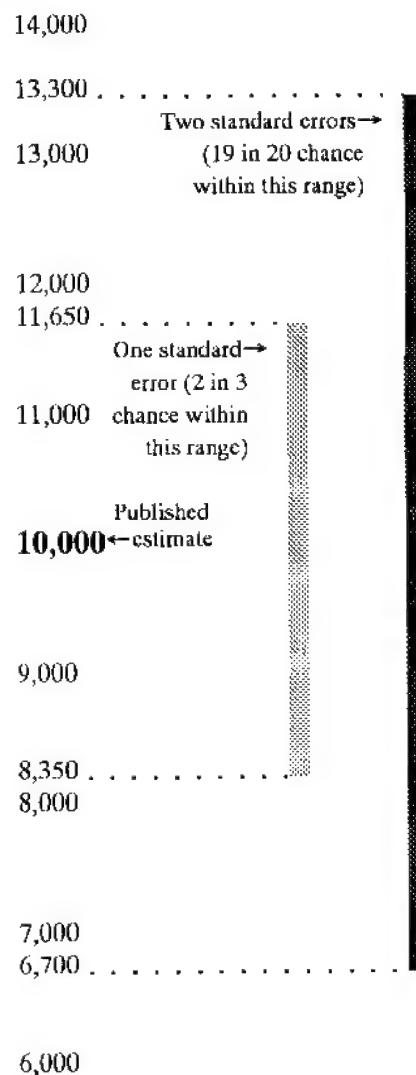 14,000
13,300 . . . . . . . . . . . . . .
Two standard errors→
13,000 (19 in 20 chance
within this range)
12,000
11,650 . . . . . . . . .
One standard→
error (2 in 3
11,000 chance within
this range)
Published
10,000←estimate
9,000
8,350 . . . . . . . . . .
8,000
7,000
6,700 . . . . . . . . . . . . . .
6,000